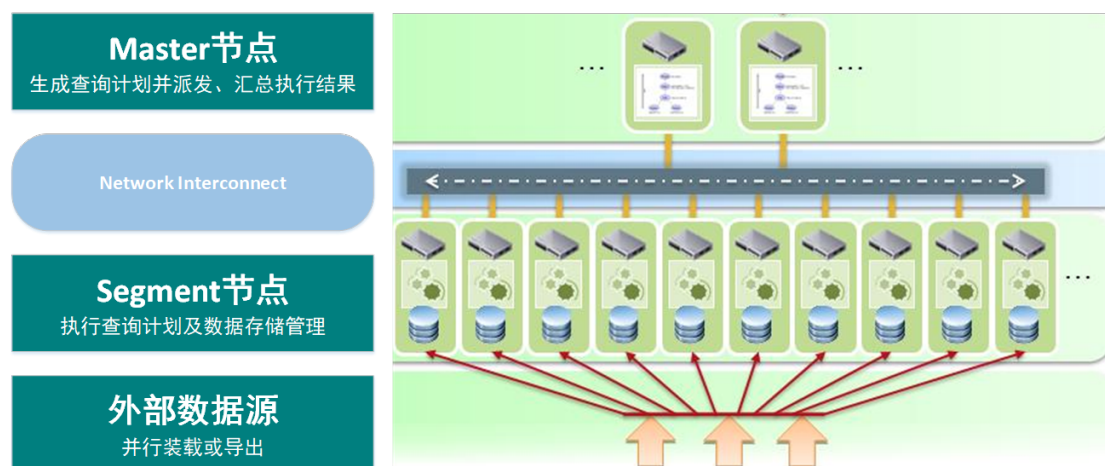 Master节点
生成查询计划并派发、汇总执行结果
... ...
Network Interconnect
Segment节点
执行查询计划及数据存储管理
...
外部数据源
并行装载或导出